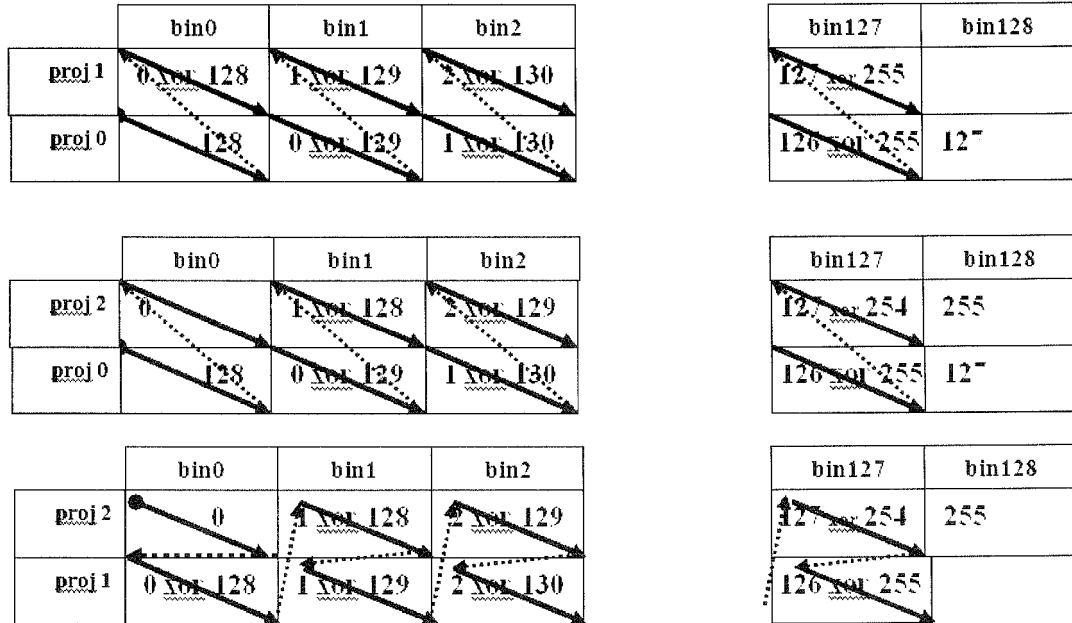 bin0 bin1 bin2 bin127 bin128
proj 1 0 xor 128 1 xor 129 2 xor 130 127 xor 255
proj 0 128 0 xor 129 1 xor 130 126 xor 255 127
bin0 bin1 bin2 bin127 bin128
proj 2 0 1 xor 128 2 xor 129 127 xor 254 255
proj 0 128 0 xor 129 1 xor 130 126 xor 255 127
bin0 bin1 bin2 bin127 bin128
proj 2 0 1 xor 128 2 xor 129 127 xor 254 255
proj 1 0 xor 128 1 xor 129 2 xor 130 126 xor 255